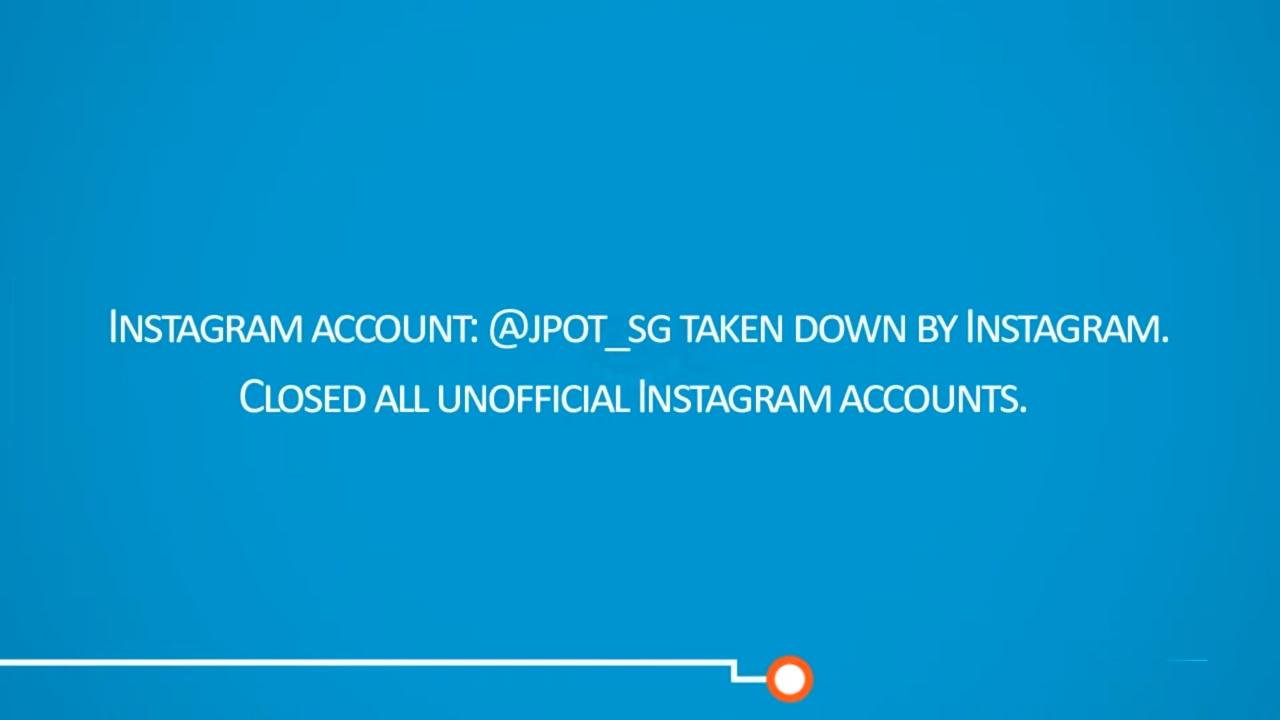 Instagram account: @jpot_sg taken down by Instagram.
Closed all unofficial Instagram accounts.